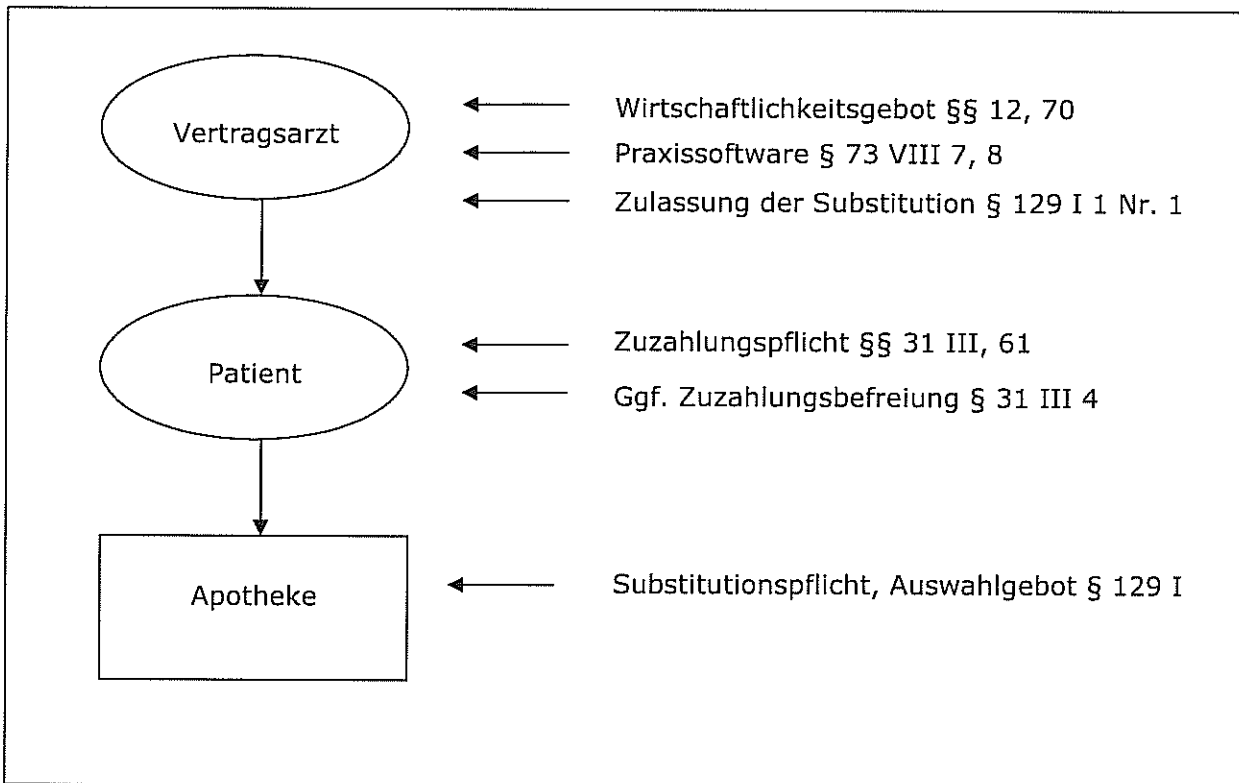 Vertragsarzt
Wirtschaftlichkeitsgebot §§ 12, 70
Praxissoftware § 73 VIII 7, 8
Zulassung der Substitution § 129 I 1 Nr. 1
Patient
Zuzahlungspflicht §§ 31 III, 61
Ggf. Zuzahlungsbefreiung § 31 III 4
Apotheke
Substitutionspflicht, Auswahlgebot § 129 I